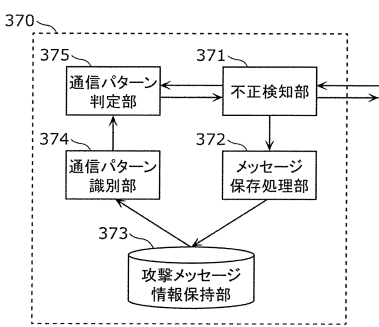 370
375
通信パターン
判定部
371
不正検知部
374
通信パターン
識別部
372
メッセージ
保存処理部
373
攻撃メッセージ
情報保持部